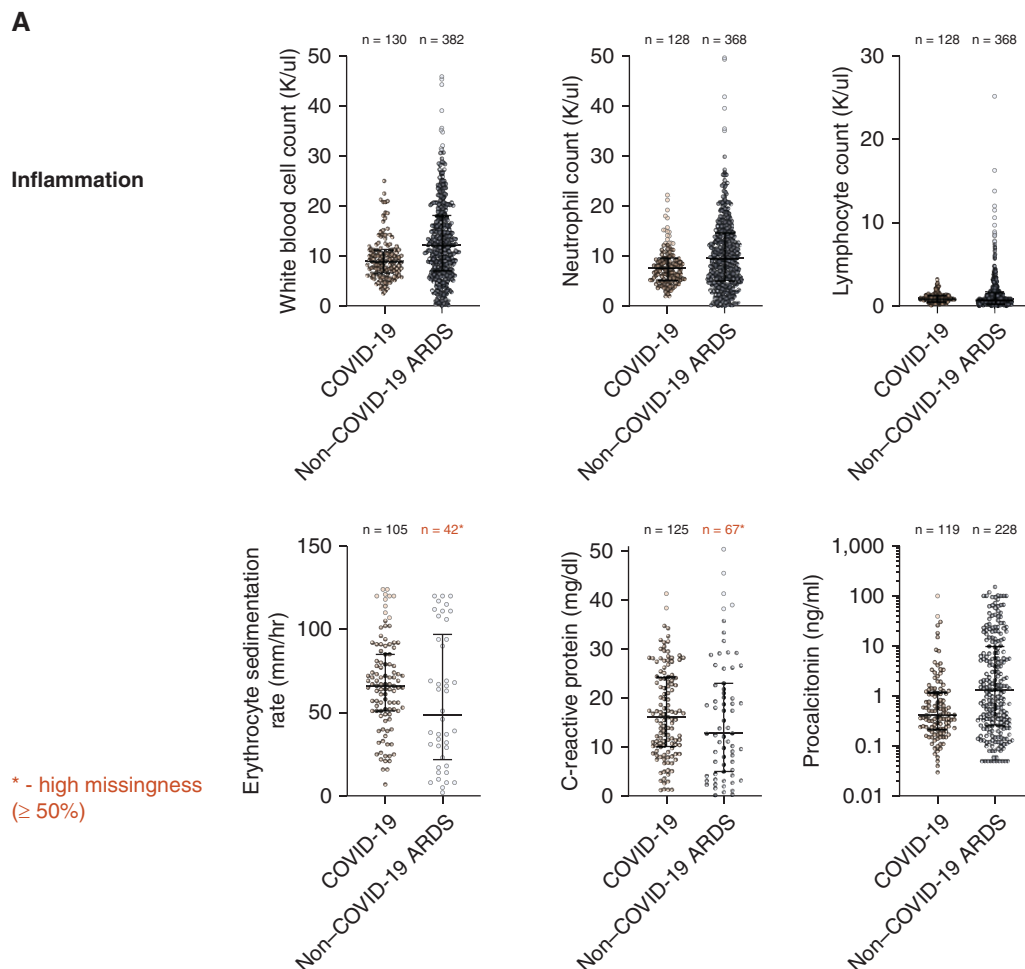 A
Inflammation
n = 130 n = 382
White blood cell count (K/ul)
50
40
30
20
10
0
COVID-19
Non–COVID-19 ARDS
n = 128 n = 368
Neutrophil count (K/ul)
50
40
30
20
10
0
COVID-19
Non–COVID-19 ARDS
n = 128 n = 368
Lymphocyte count (K/ul)
30
20
10
0
COVID-19
Non–COVID-19 ARDS
* - high missingness
(≥ 50%)
n = 105 n = 42*
Erythrocyte sedimentation
rate (mm/hr)
150
100
50
0
COVID-19
Non–COVID-19 ARDS
n = 125 n = 67*
C-reactive protein (mg/dl)
50
40
30
20
10
0
COVID-19
Non–COVID-19 ARDS
n = 119 n = 228
Procalcitonin (ng/ml)
1,000
100
10
1
0.1
0.01
COVID-19
Non–COVID-19 ARDS